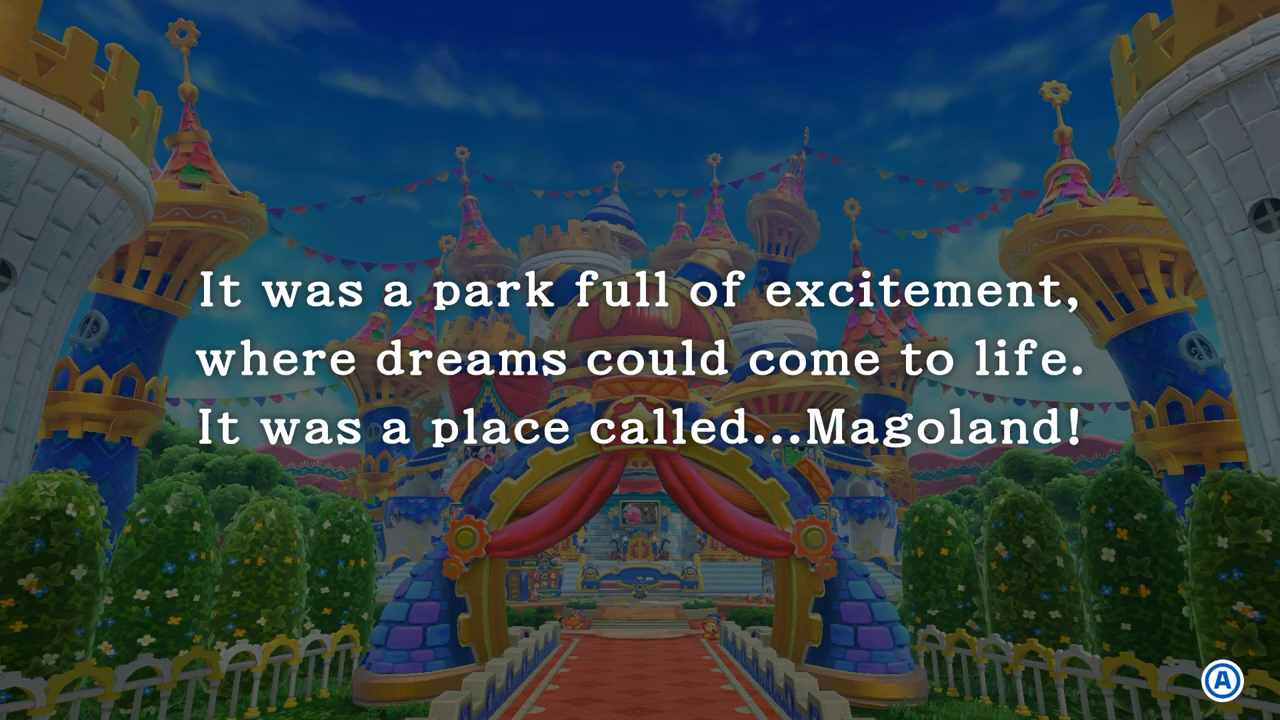 It was a park full of excitement,
where dreams could come to life.
It was a place called...Magoland!
A